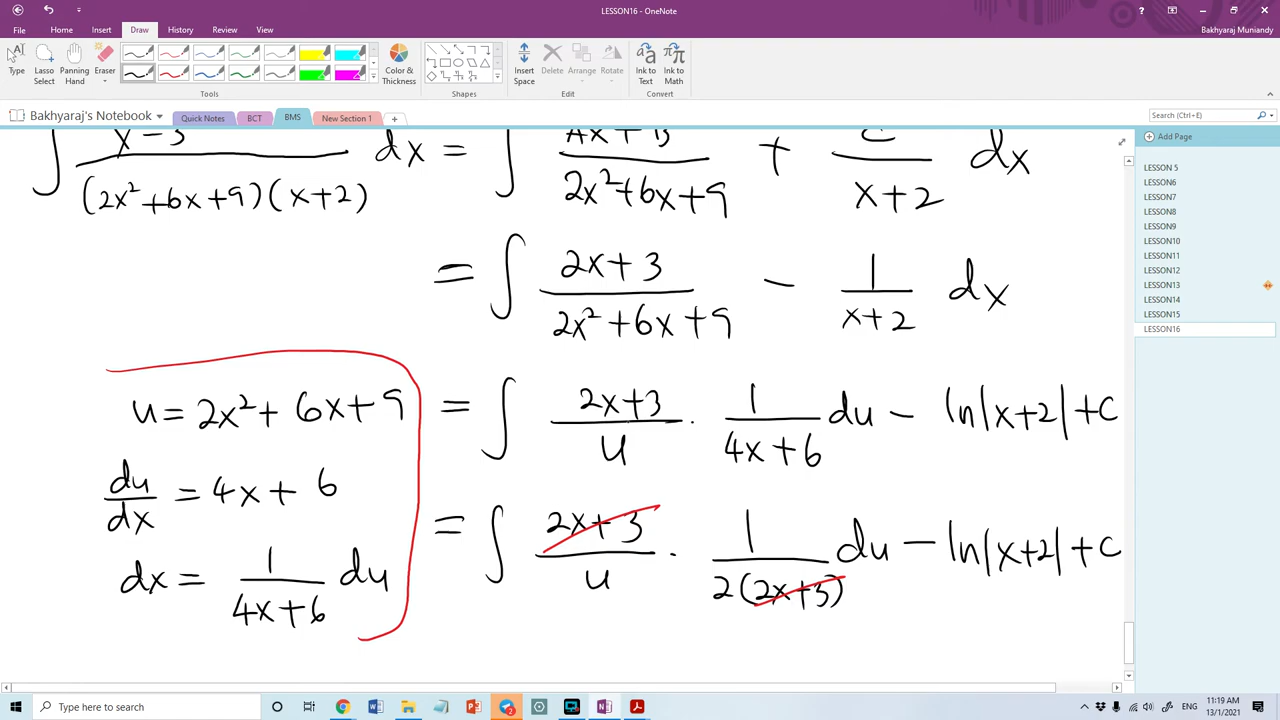 LESSON16 - OneNote
Bakhyaraj Muniandy
File Home Insert Draw History Review View
Type
Lasso Select
Panning Hand
Eraser
Color & Thickness
Insert Space
Delete
Arrange
Rotate
Ink to Text
Ink to Math
Tools
Shapes
Edit
Convert
Bakhyaraj's Notebook Quick Notes BCT BMS New Section 1
Search (Ctrl+E)
Add Page
LESSON 5
LESSON6
LESSON7
LESSON8
LESSON9
LESSON10
LESSON11
LESSON12
LESSON13
LESSON14
LESSON15
LESSON16
∫ x-3 / (2x²+6x+9)(x+2) dx = ∫ Ax+B / 2x²+6x+9 + C / x+2 dx
= ∫ 2x+3 / 2x²+6x+9 - 1 / x+2 dx
u = 2x²+ 6x+9 = ∫ 2x+3 / u . 1 / 4x+6 du - ln|x+2| + c
du/dx = 4x+ 6
= ∫ 2x+3 / u . 1 / 2(2x+3) du - ln|x+2| + c
dx = 1 / 4x+6 du
Type here to search
2
11:19 AM
13/1/2021